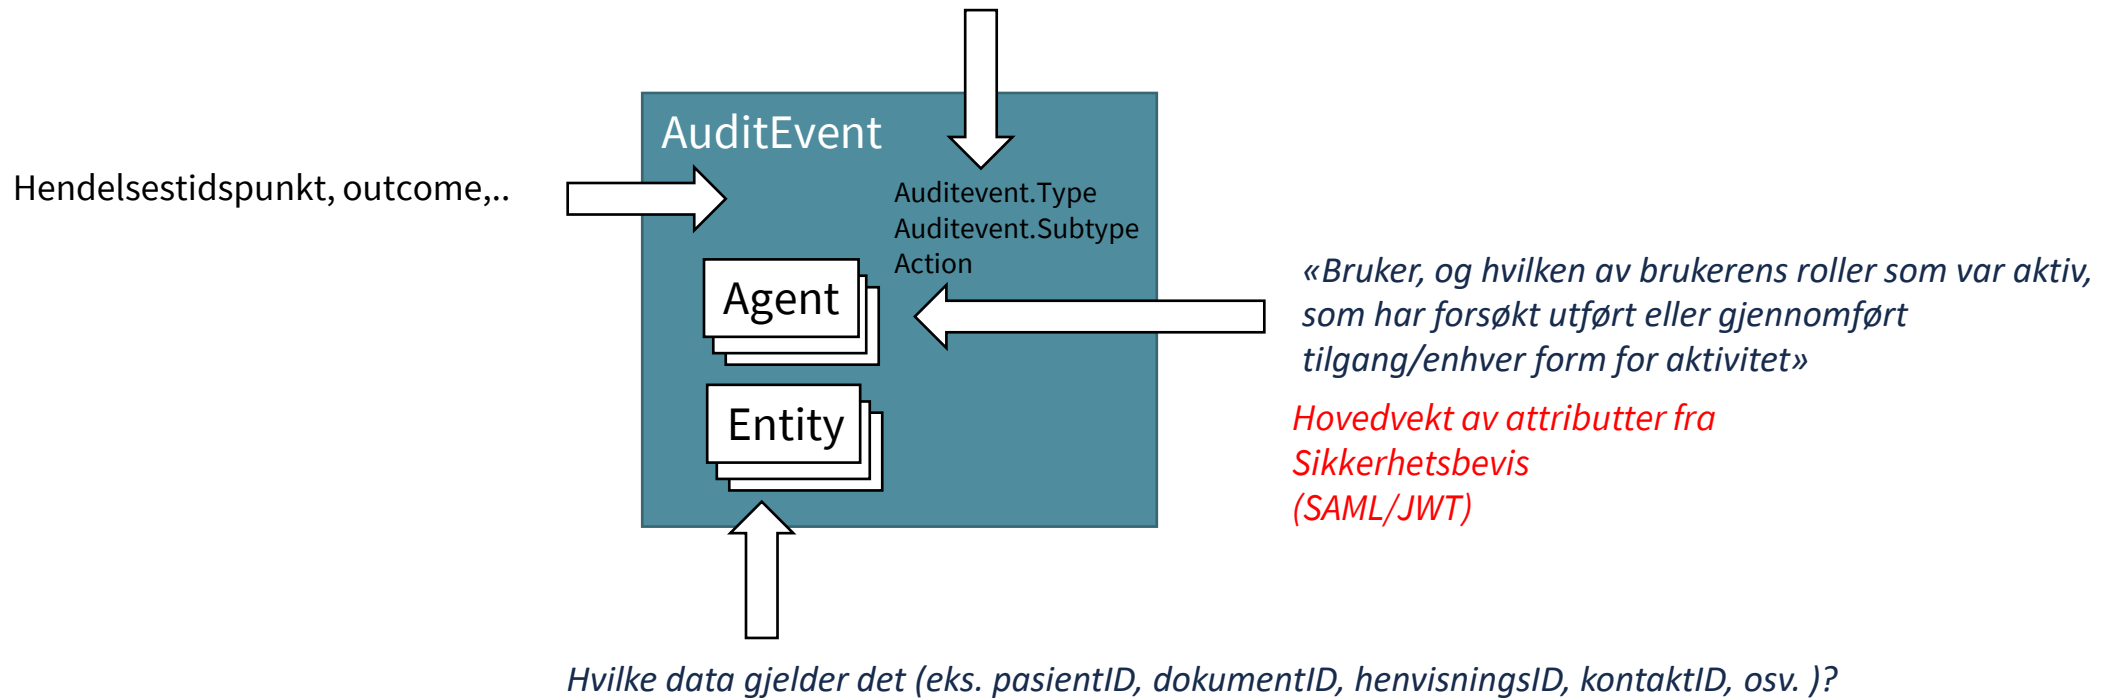 AuditEvent
Hendelsestidspunkt, outcome,..
Auditevent.Type
Auditevent.Subtype
Action
Agent
«Bruker, og hvilken av brukerens roller som var aktiv,
som har forsøkt utført eller gjennomført
tilgang/enhver form for aktivitet»
Entity
Hovedvekt av attributter fra
Sikkerhetsbevis
(SAML/JWT)
Hvilke data gjelder det (eks. pasientID, dokumentID, henvisningsID, kontaktID, osv. )?